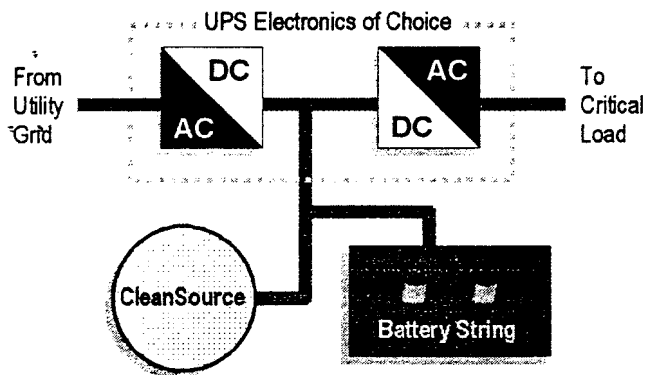 UPS Electronics of Choice
From
Utility
Grid
DC
AC
AC
DC
To
Critical
Load
CleanSource
Battery String